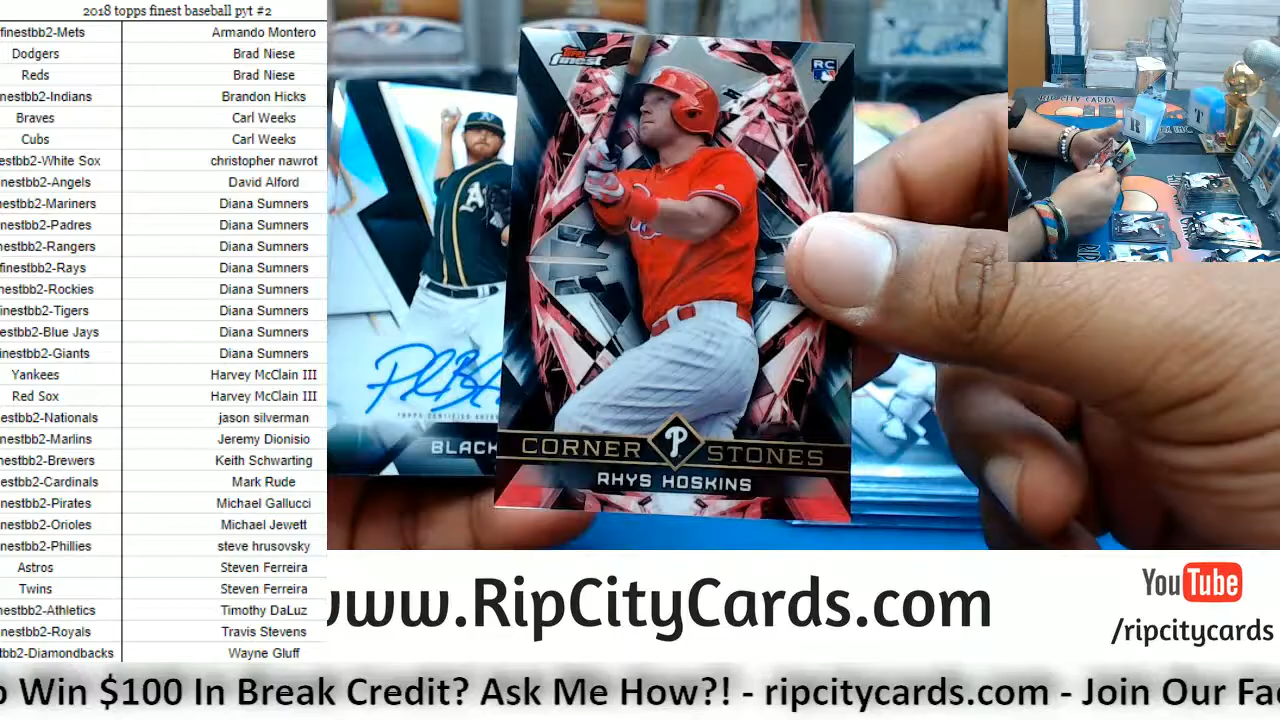 2018 topps finest baseball pyt #2
finestbb2-Mets Armando Montero
Dodgers Brad Niese
Reds Brad Niese
nestbb2-Indians Brandon Hicks
Braves Carl Weeks
Cubs Carl Weeks
estbb2-White Sox christopher nawrot
nestbb2-Angels David Alford
nestbb2-Mariners Diana Sumners
nestbb2-Padres Diana Sumners
nestbb2-Rangers Diana Sumners
finestbb2-Rays Diana Sumners
nestbb2-Rockies Diana Sumners
inestbb2-Tigers Diana Sumners
estbb2-Blue Jays Diana Sumners
inestbb2-Giants Diana Sumners
Yankees Harvey McClain III
Red Sox Harvey McClain III
nestbb2-Nationals jason silverman
nestbb2-Marlins Jeremy Dionisio
nestbb2-Brewers Keith Schwarting
nestbb2-Cardinals Mark Rude
nestbb2-Pirates Michael Gallucci
nestbb2-Orioles Michael Jewett
nestbb2-Phillies steve hrusovsky
Astros Steven Ferreira
Twins Steven Ferreira
nestbb2-Athletics Timothy DaLuz
nestbb2-Royals Travis Stevens
tbb2-Diamondbacks Wayne Gluff
Topps
finest
RC
A's
BLACK
P
CORNER STONES
RHYS HOSKINS
RIP CITY CARDS
www.RipCityCards.com
YouTube
/ripcitycards
o Win $100 In Break Credit? Ask Me How?! - ripcitycards.com - Join Our Fac